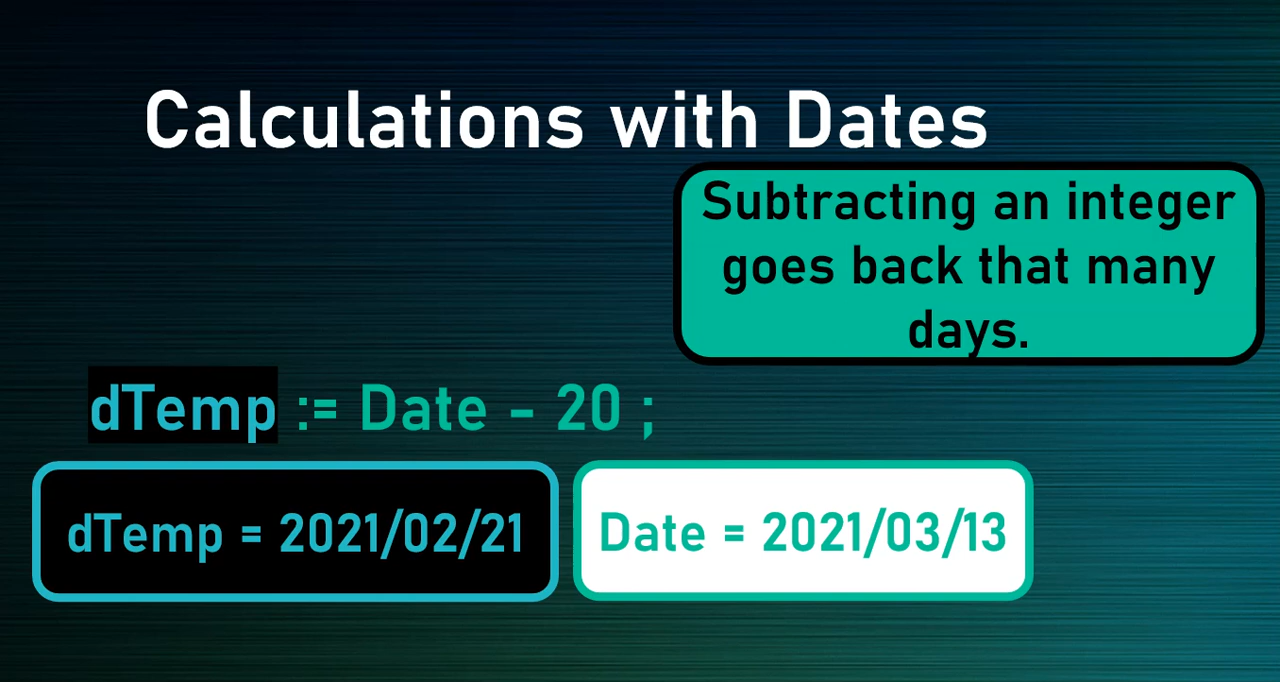 Calculations with Dates
Subtracting an integer
goes back that many
days.
dTemp := Date - 20 ;
dTemp = 2021/02/21
Date = 2021/03/13